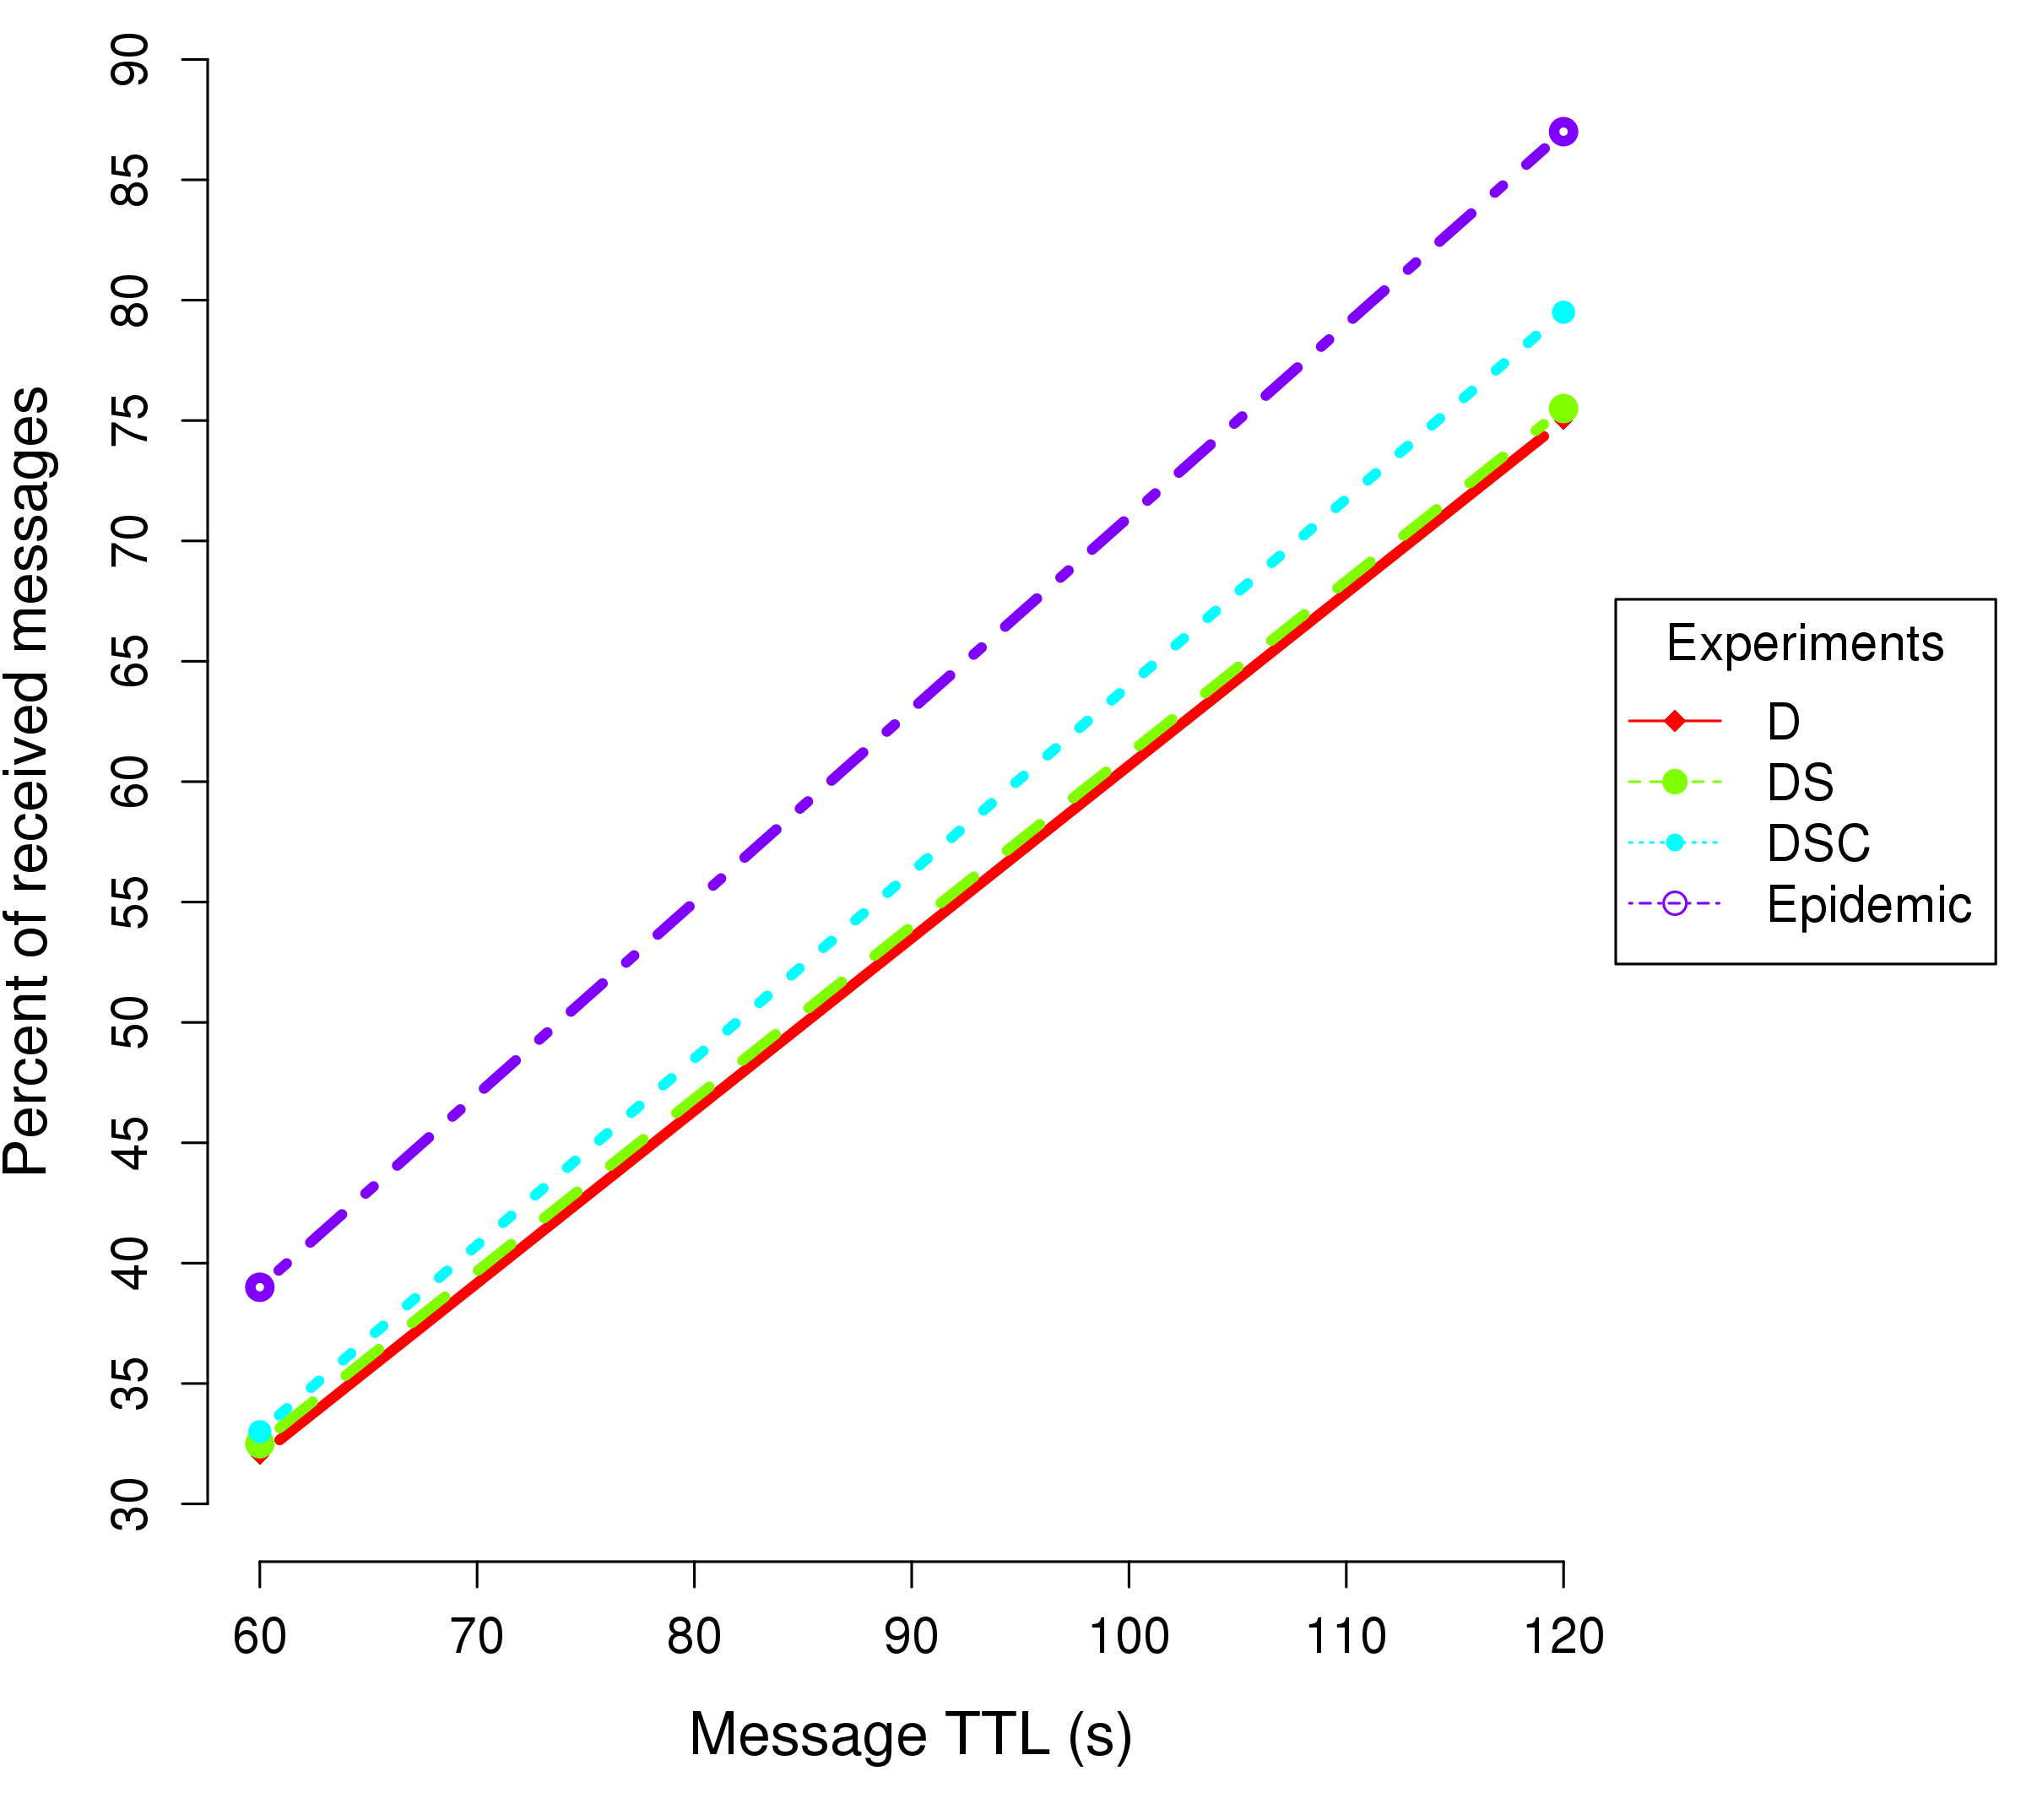 Percent of received messages
90
85
80
75
70
65
60
55
50
45
40
35
30
60 70 80 90 100 110 120
Message TTL (s)
Experiments
D
DS
DSC
Epidemic